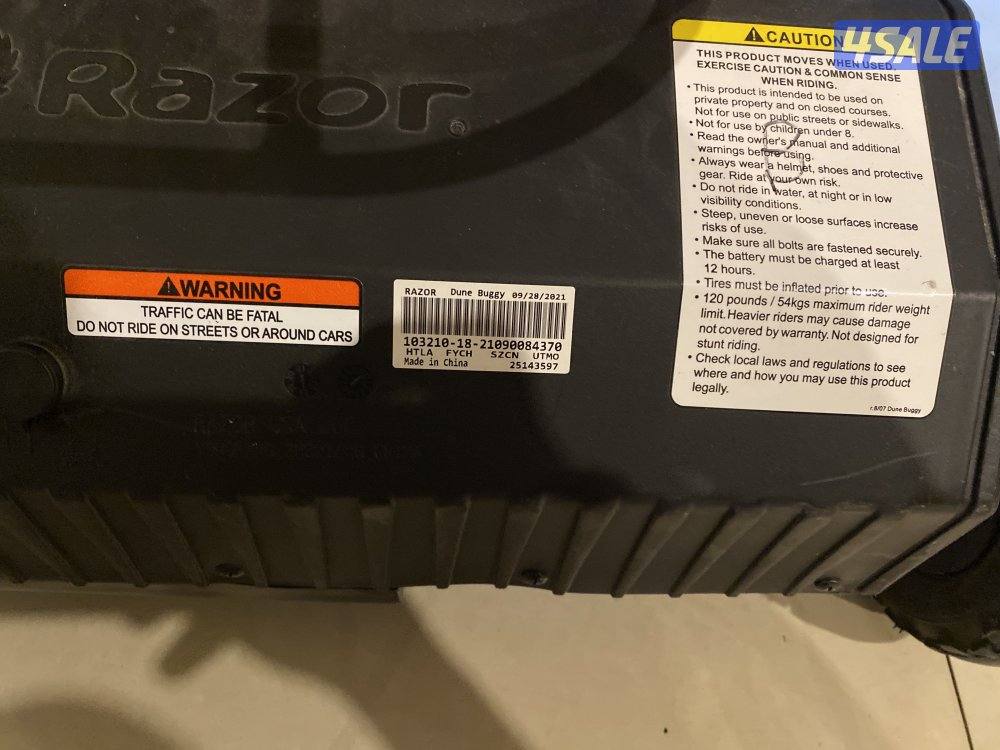 Razor
4SALE
CAUTION
THIS PRODUCT MOVES WHEN USED.
EXERCISE CAUTION & COMMON SENSE
WHEN RIDING.
• This product is intended to be used on
private property and on closed courses.
Not for use on public streets or sidewalks.
• Not for use by children under 8.
• Read the owner's manual and additional
warnings before using.
• Always wear a helmet, shoes and protective
gear. Ride at your own risk.
• Do not ride in water, at night or in low
visibility conditions.
• Steep, uneven or loose surfaces increase
risks of use.
• Make sure all bolts are fastened securely.
• The battery must be charged at least
12 hours.
• Tires must be inflated prior to use.
• 120 pounds / 54kgs maximum rider weight
limit. Heavier riders may cause damage
not covered by warranty. Not designed for
stunt riding.
• Check local laws and regulations to see
where and how you may use this product
legally.
r.8/07 Dune Buggy
WARNING
TRAFFIC CAN BE FATAL
DO NOT RIDE ON STREETS OR AROUND CARS
RAZOR Dune Buggy 09/28/2021
103210-18-21090084370
HTLA FYCH SZCN UTMO
Made in China 25143597